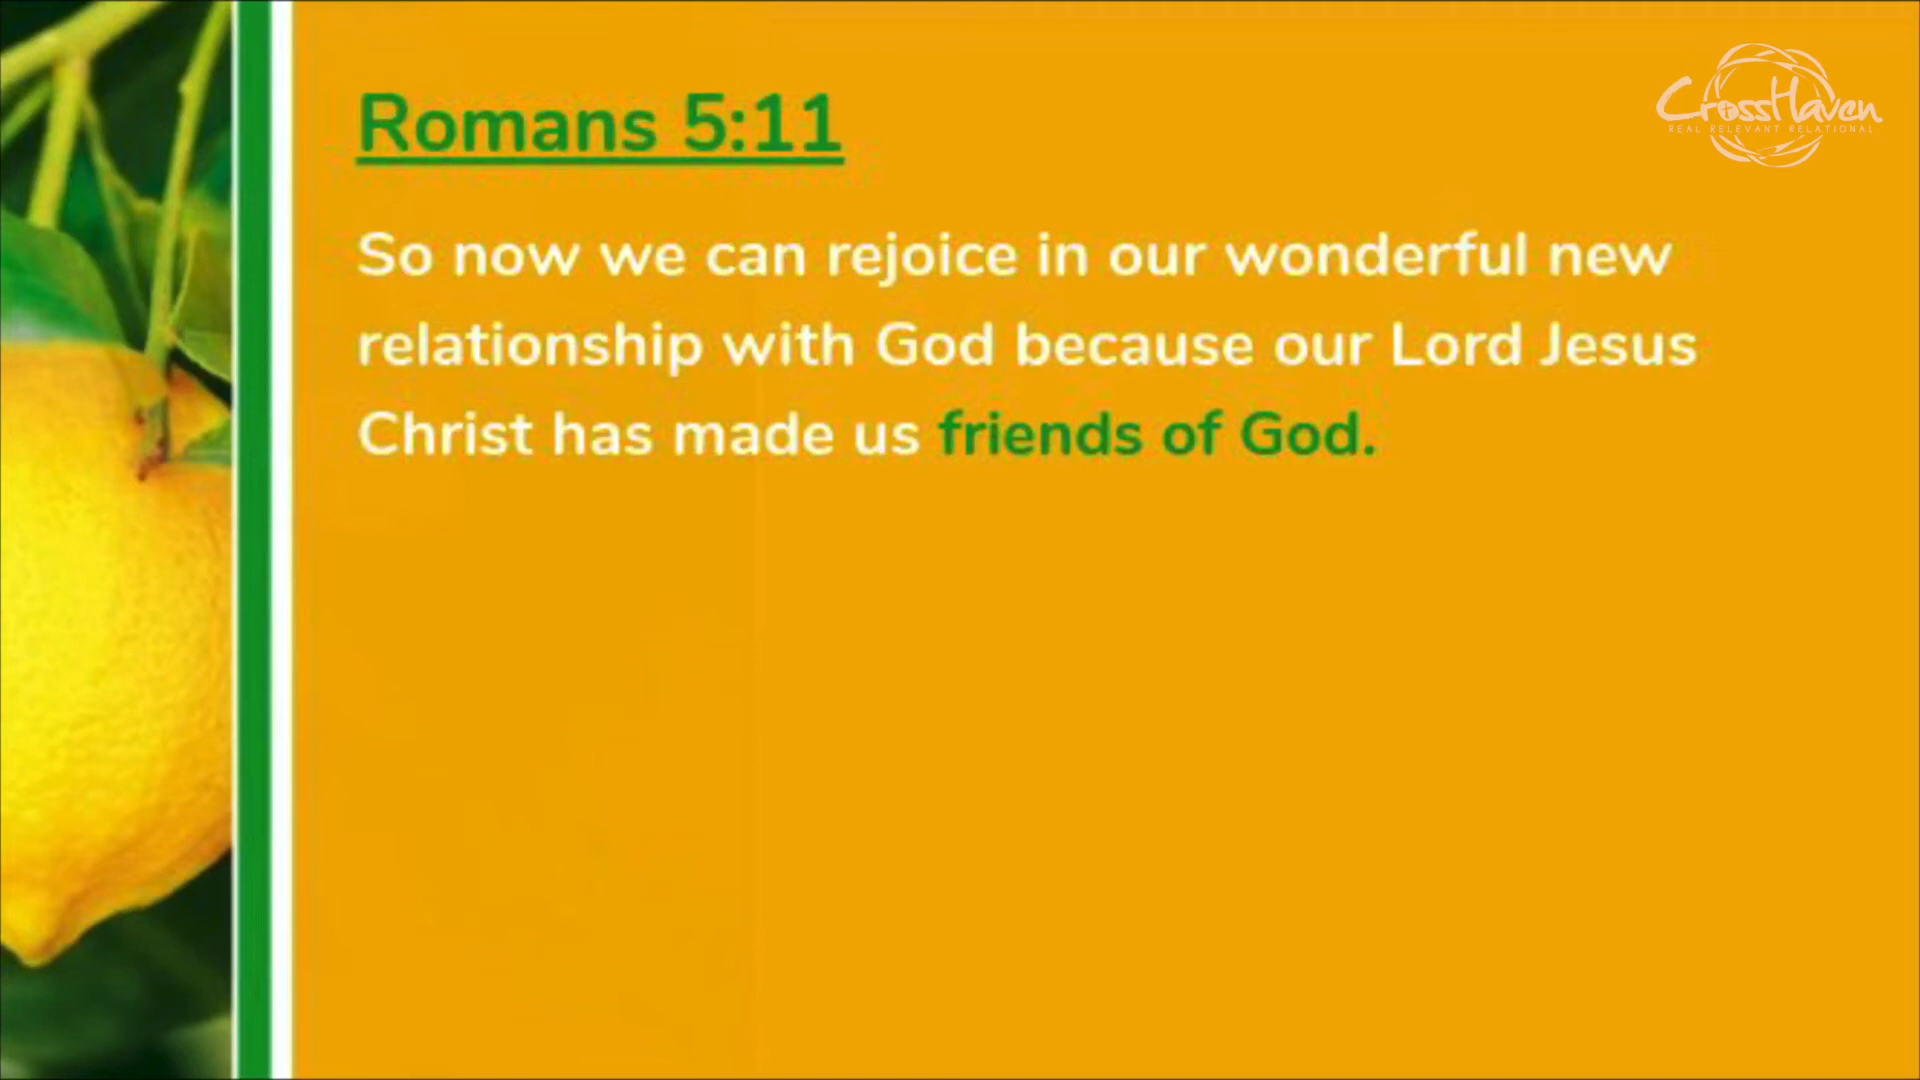 Romans 5:11
So now we can rejoice in our wonderful new
relationship with God because our Lord Jesus
Christ has made us friends of God.
CrossHaven
REAL RELEVANT RELATIONAL